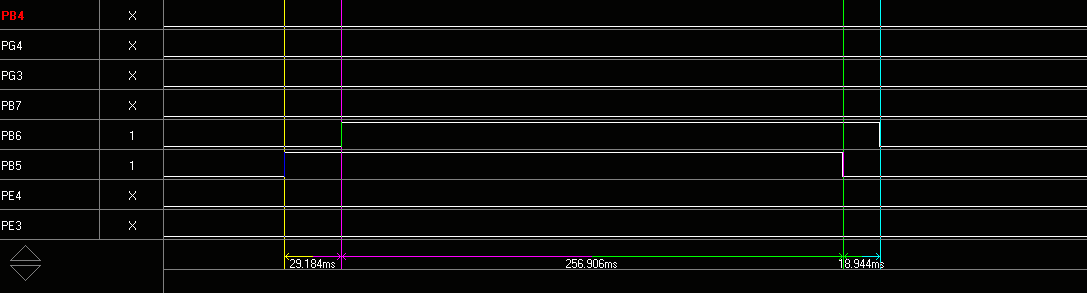 PB4 X
PG4 X
PG3 X
PB7 X
PB6 1
PB5 1
PE4 X
PE3 X
29.184ms 256.906ms 18.944ms